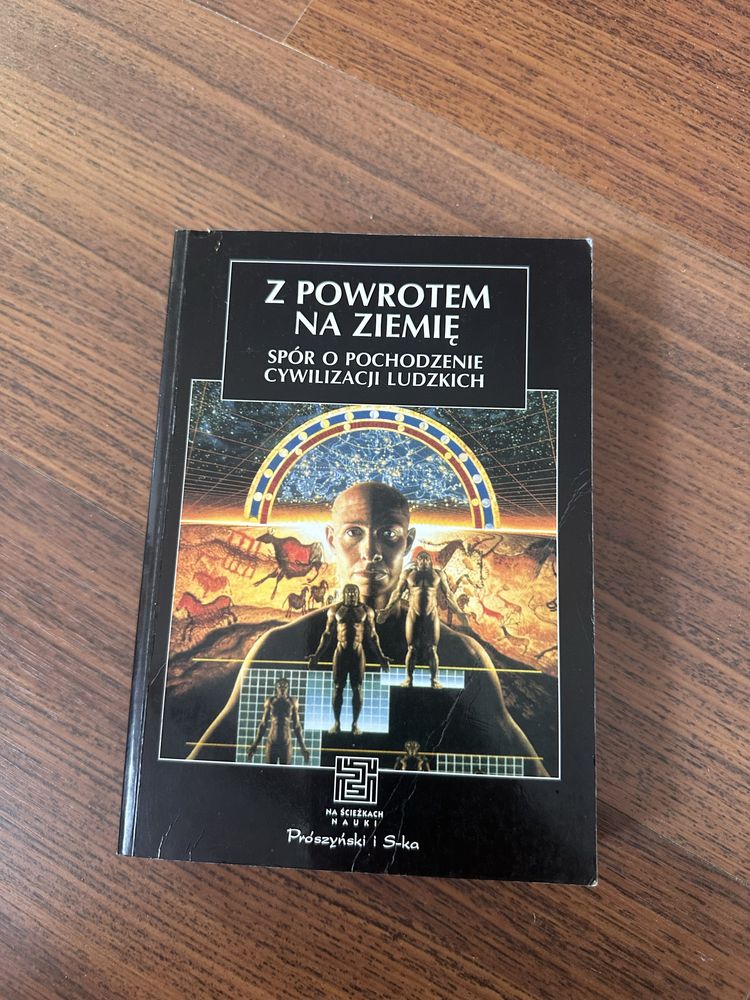 Z POWROTEM
NA ZIEMIĘ
SPÓR O POCHODZENIE
CYWILIZACJI LUDZKICH
NA ŚCIEŻKACH
NAUKI
Prószyński i S-ka